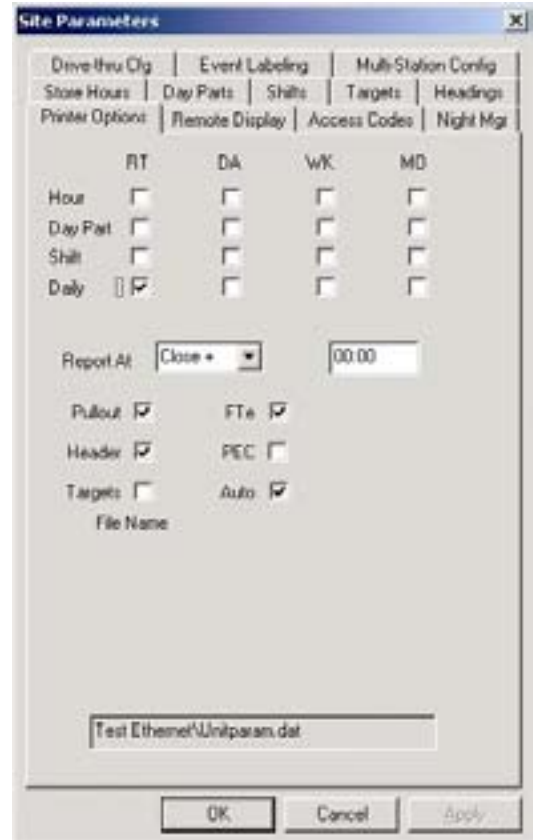 Site Parameters
Drive-thru Cfg Event Labeling Multi-Station Config
Store Hours Day Parts Shifts Targets Headings
Printer Options Remote Display Access Codes Night Mgr
RT DA WK MO
Hour
Day Part
Shift
Daily
Report At Close + 00:00
Pullout FTe
Header PEC
Targets Auto
File Name
Test Ethernet\Unitparam.dat
OK Cancel Apply